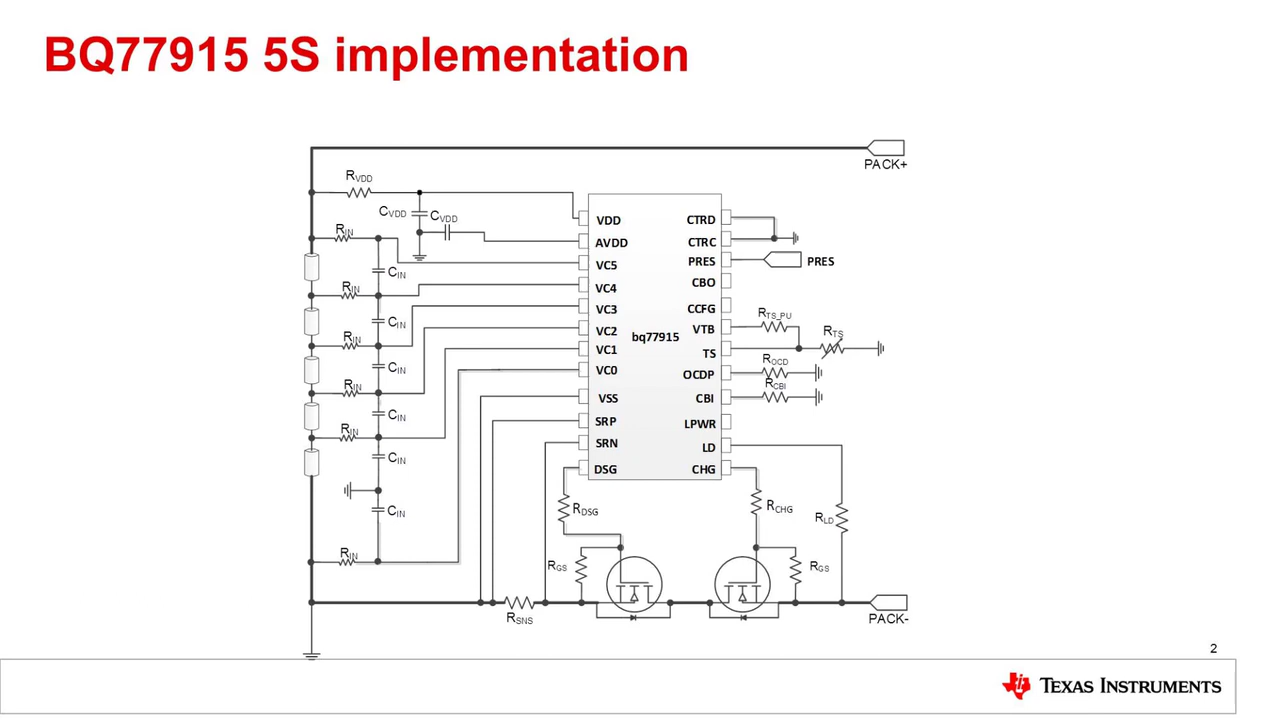 BQ77915 5S implementation
PACK+
RVDD
CVDD
CVDD
RIN
CIN
RIN
CIN
RIN
CIN
RIN
CIN
RIN
CIN
CIN
RIN
VDD
AVDD
VC5
VC4
VC3
VC2
VC1
VC0
VSS
SRP
SRN
DSG
bq77915
CTRD
CTRC
PRES
CBO
CCFG
VTB
TS
OCDP
CBI
LPWR
LD
CHG
PRES
RTS_PU
RTS
ROCD
RCBI
RDSG
RCHG
RLD
RGS
RGS
RSNS
PACK-
2
TEXAS INSTRUMENTS